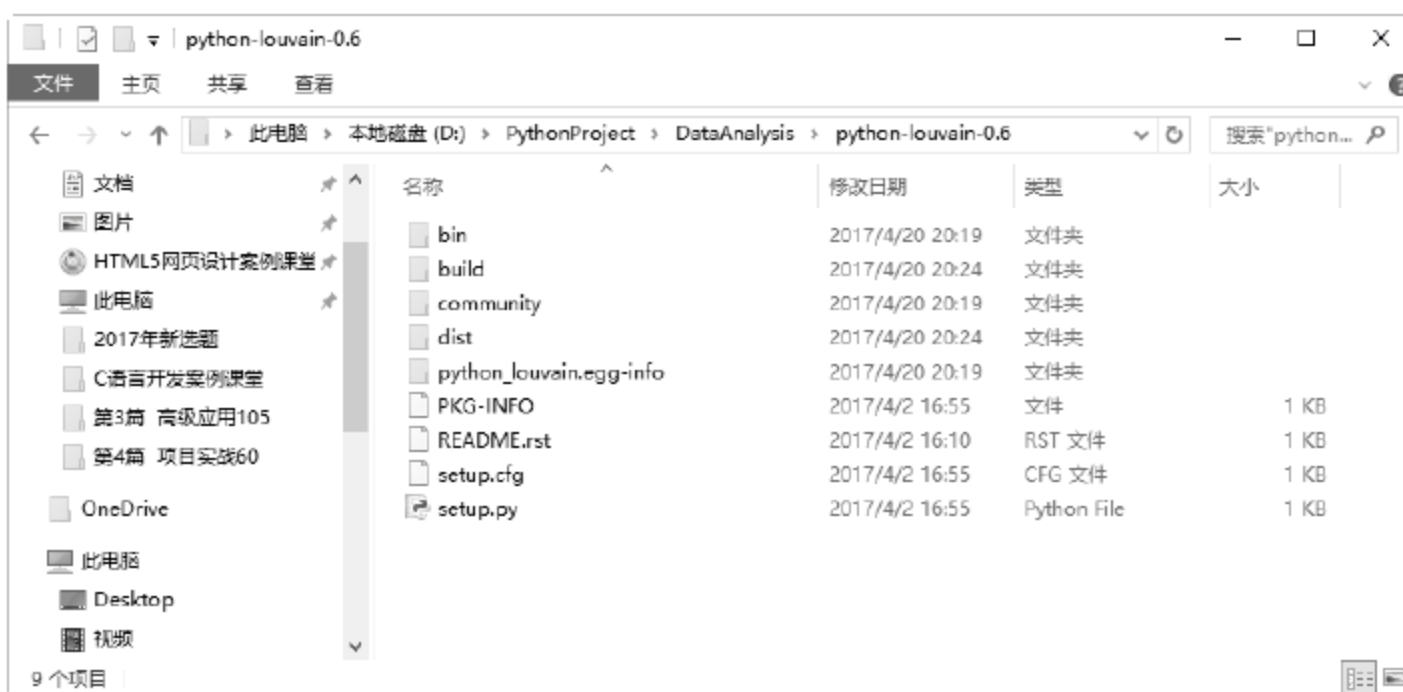 python-louvain-0.6
文件 主页 共享 查看
此电脑 › 本地磁盘 (D:) › PythonProject › DataAnalysis › python-louvain-0.6 搜索"python...
名称 修改日期 类型 大小
文档
图片
HTML5网页设计案例课堂
此电脑
2017年新选题
C语言开发案例课堂
第3篇 高级应用105
第4篇 项目实战60
OneDrive
此电脑
Desktop
视频
bin 2017/4/20 20:19 文件夹
build 2017/4/20 20:24 文件夹
community 2017/4/20 20:19 文件夹
dist 2017/4/20 20:24 文件夹
python_louvain.egg-info 2017/4/20 20:19 文件夹
PKG-INFO 2017/4/2 16:55 文件 1 KB
README.rst 2017/4/2 16:10 RST 文件 1 KB
setup.cfg 2017/4/2 16:55 CFG 文件 1 KB
setup.py 2017/4/2 16:55 Python File 1 KB
9 个项目